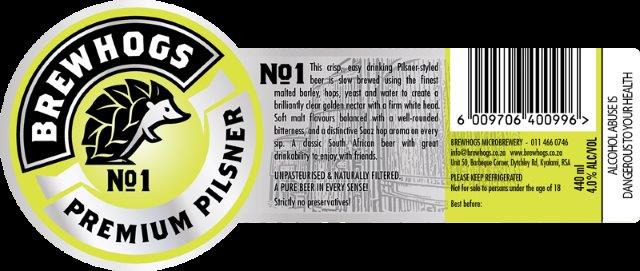 BREWHOGS
Nº1
PREMIUM PILSNER
Nº1 This crisp, easy drinking Pilsner-styled
beer is slow brewed using the finest
malted barley, hops, yeast and water to create a
brilliantly clear golden nectar with a firm white head.
Soft malt flavours balanced with a well-rounded
bitterness, and a distinctive Saaz hop aroma on every
sip. A classic South African beer with great
drinkability to enjoy with friends.
UNPASTEURISED & NATURALLY FILTERED...
A PURE BEER IN EVERY SENSE!
Strictly no preservatives!
6 009706 400996 >
BREWHOGS MICROBREWERY - 011 466 0746
info@brewhogs.co.za www.brewhogs.co.za
Unit 50, Barbeque Corner, Dytchley Rd, Kyalami, RSA
PLEASE KEEP REFRIGERATED
Not for sale to persons under the age of 18
Best before:
440 ml
4.0% ALC/VOL
ALCOHOL ABUSE IS
DANGEROUS TO YOUR HEALTH